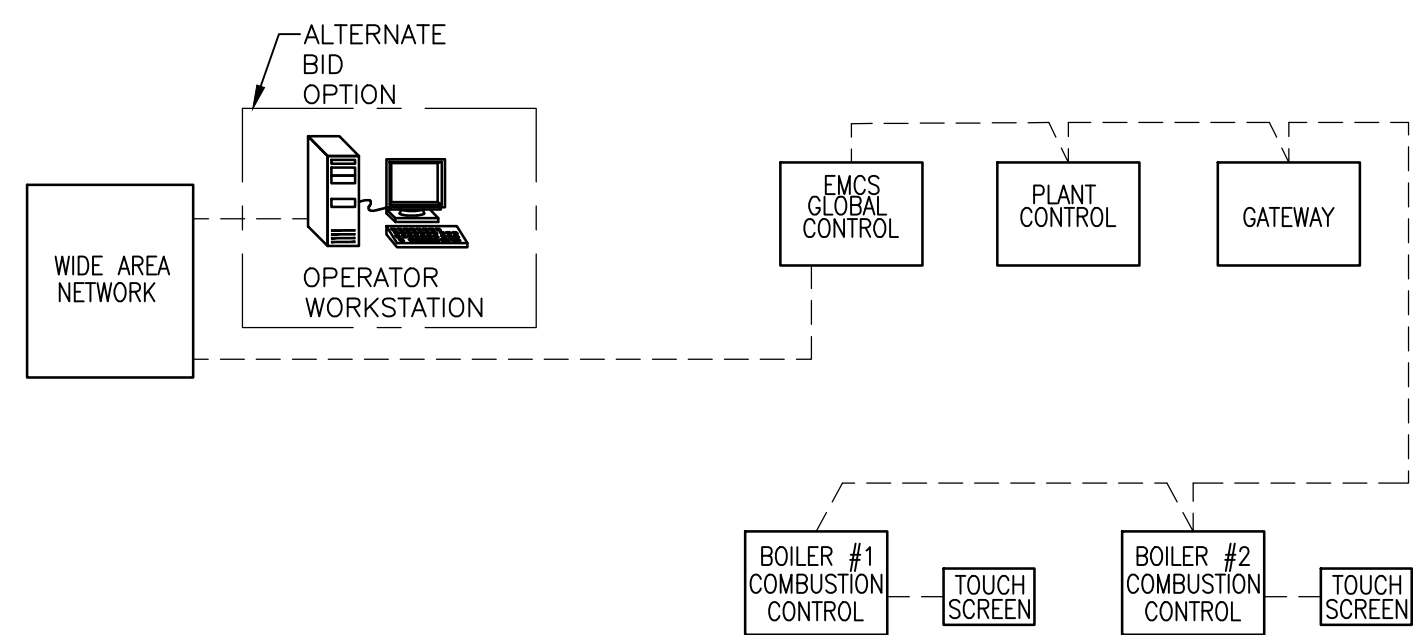 ALTERNATE
BID
OPTION
WIDE AREA
NETWORK
OPERATOR
WORKSTATION
EMCS
GLOBAL
CONTROL
PLANT
CONTROL
GATEWAY
BOILER #1
COMBUSTION
CONTROL
TOUCH
SCREEN
BOILER #2
COMBUSTION
CONTROL
TOUCH
SCREEN